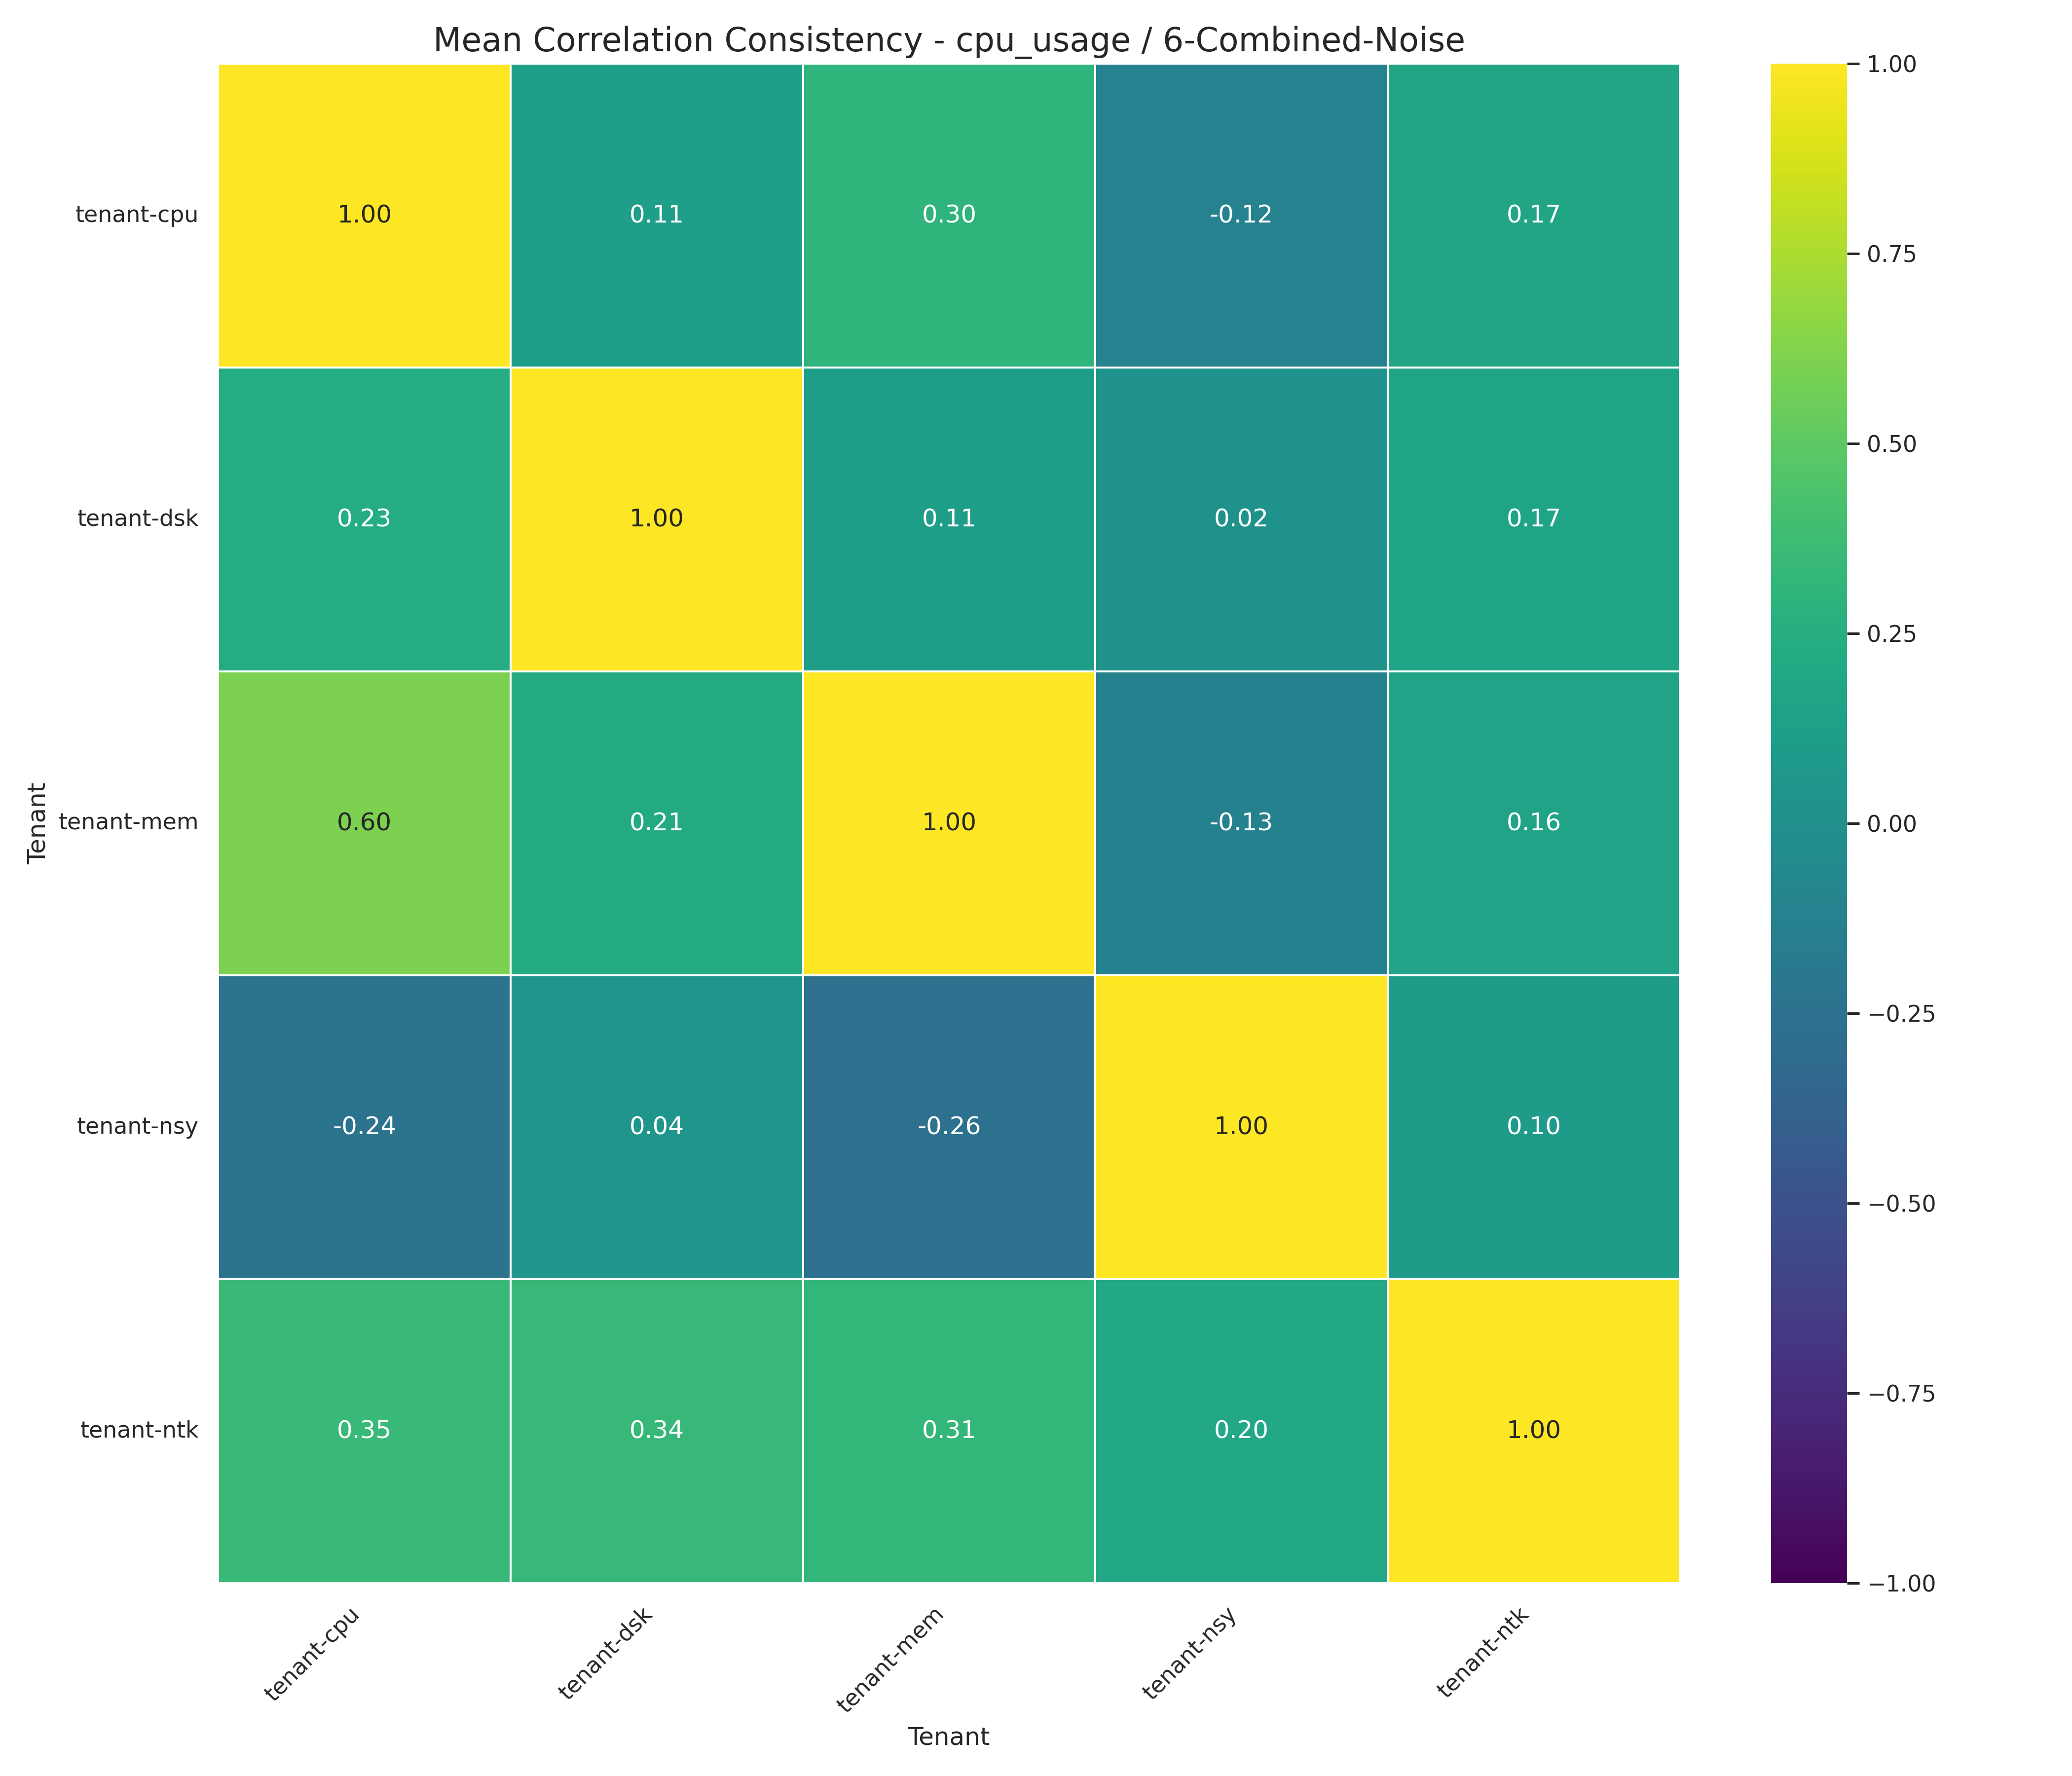 Mean Correlation Consistency - cpu_usage / 6-Combined-Noise
Tenant
tenant-cpu 1.00 0.11 0.30 -0.12 0.17
tenant-dsk 0.23 1.00 0.11 0.02 0.17
tenant-mem 0.60 0.21 1.00 -0.13 0.16
tenant-nsy -0.24 0.04 -0.26 1.00 0.10
tenant-ntk 0.35 0.34 0.31 0.20 1.00
tenant-cpu tenant-dsk tenant-mem tenant-nsy tenant-ntk
Tenant
1.00
0.75
0.50
0.25
0.00
−0.25
−0.50
−0.75
−1.00